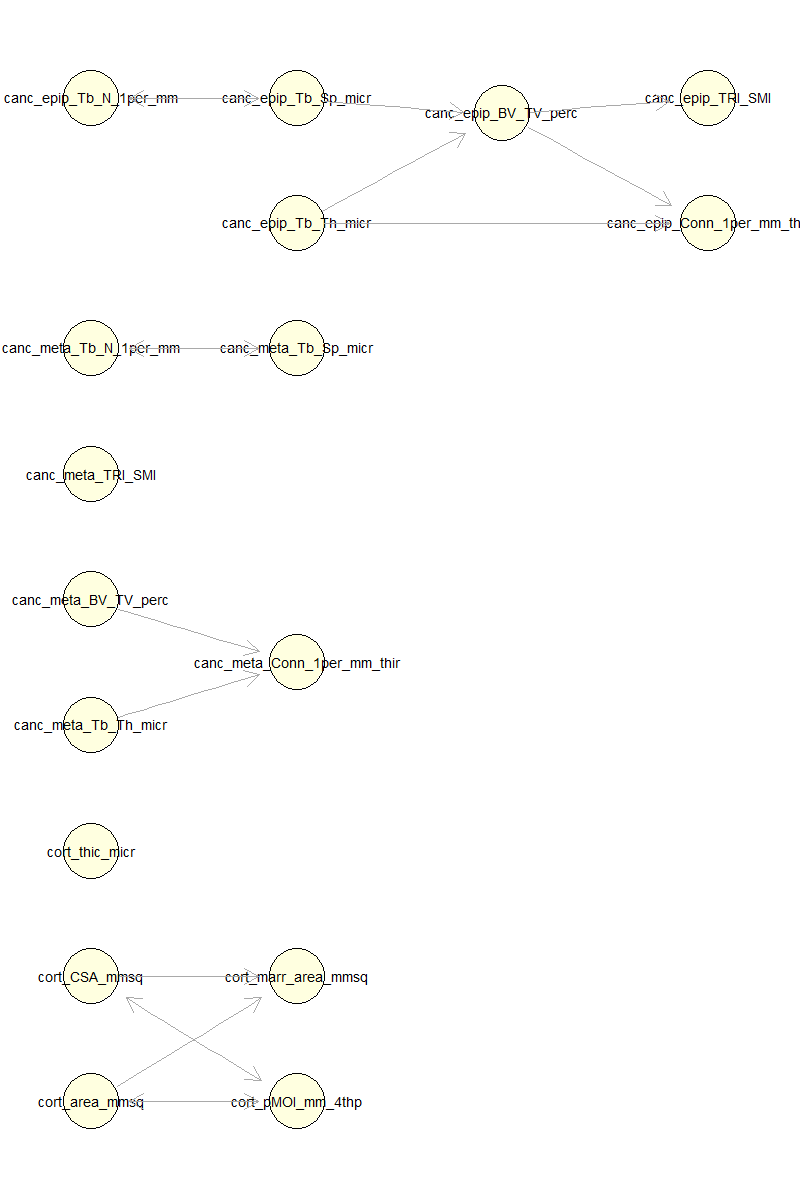 canc_epip_Tb_N_1per_mm
canc_epip_Tb_Sp_micr
canc_epip_BV_TV_perc
canc_epip_TRI_SMI
canc_epip_Tb_Th_micr
canc_epip_Conn_1per_mm_th
canc_meta_Tb_N_1per_mm
canc_meta_Tb_Sp_micr
canc_meta_TRI_SMI
canc_meta_BV_TV_perc
canc_meta_Conn_1per_mm_thir
canc_meta_Tb_Th_micr
cort_thic_micr
cort_CSA_mmsq
cort_marr_area_mmsq
cort_area_mmsq
cort_pMOI_mm_4thp